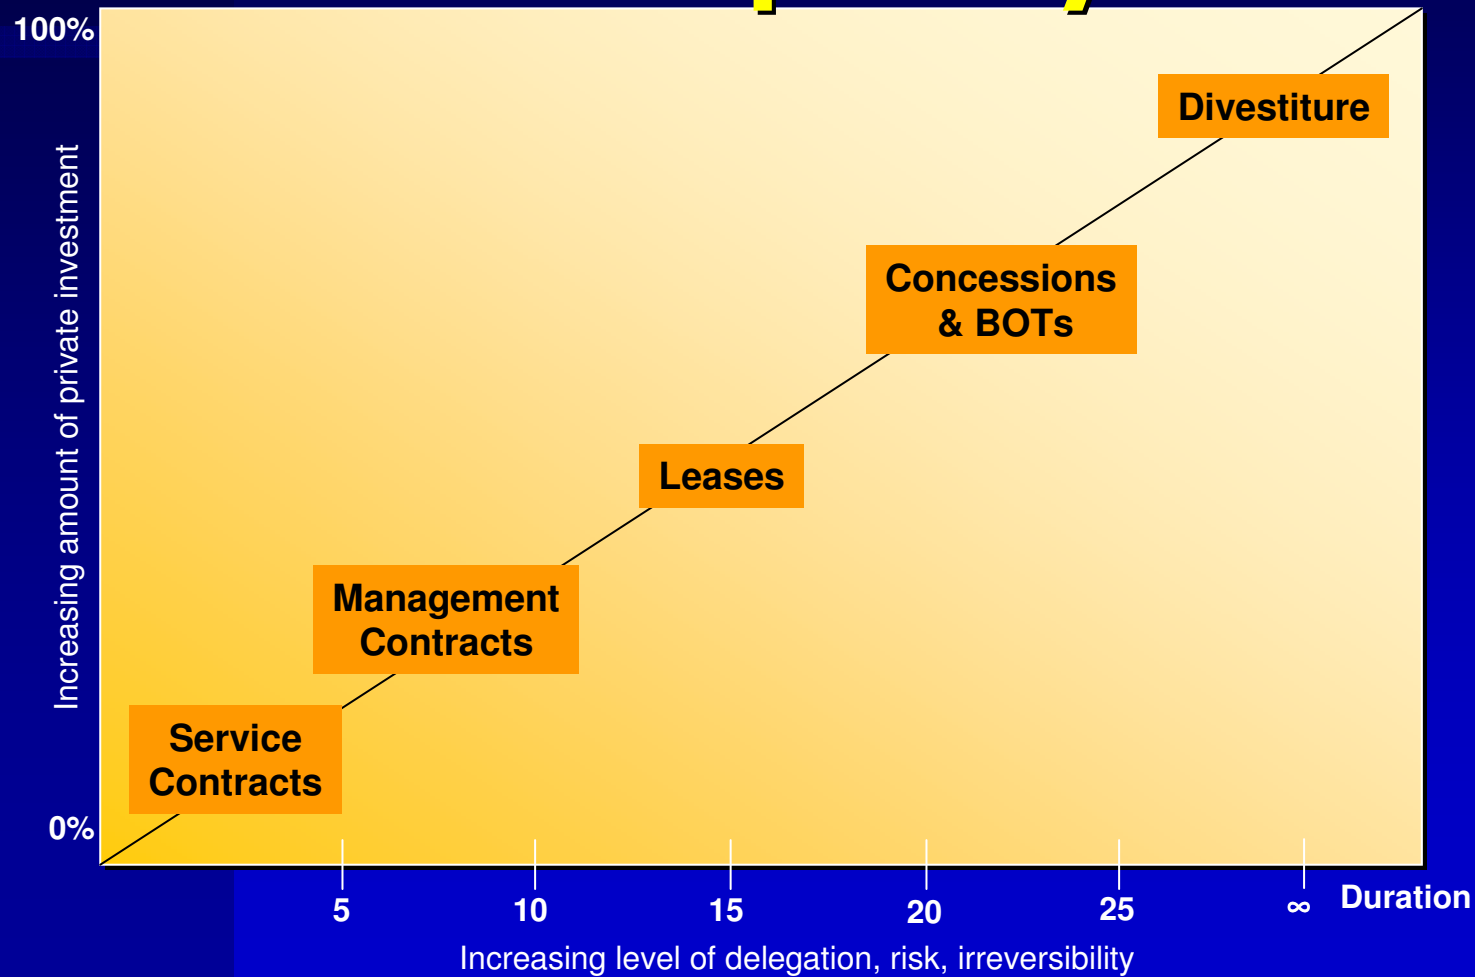 100%
Divestiture
Concessions
& BOTs
Increasing amount of private investment
Leases
Management
Contracts
Service
Contracts
0%
5 10 15 20 25 ∞ Duration
Increasing level of delegation, risk, irreversibility